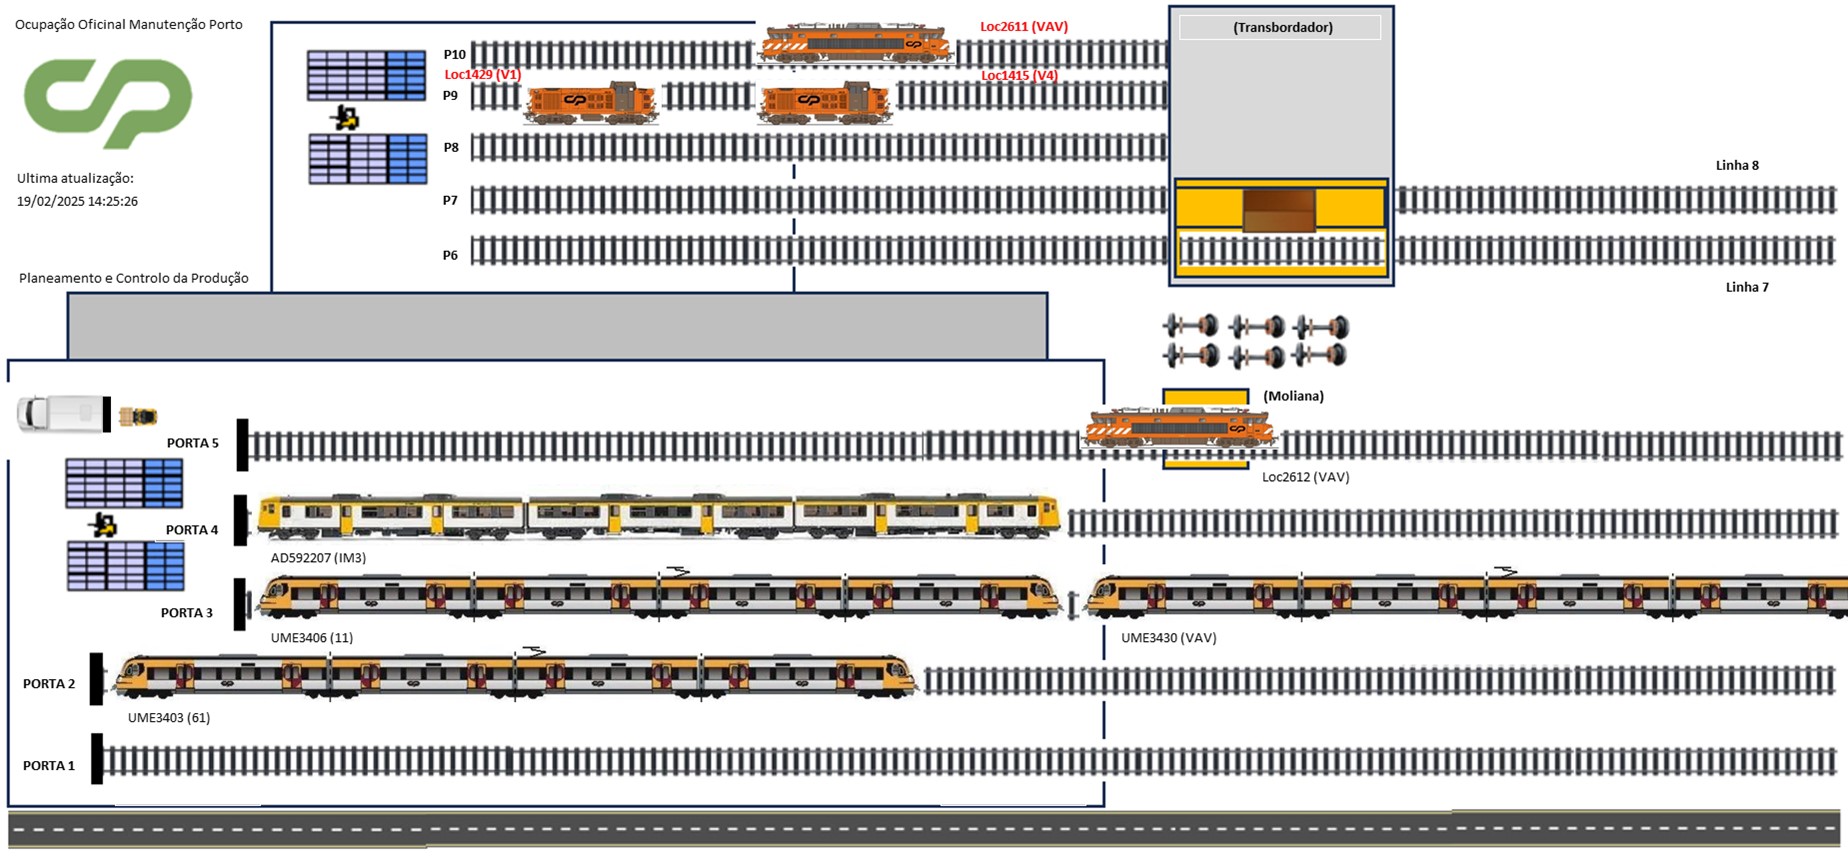 Ocupação Oficinal Manutenção Porto
Loc2611 (VAV)
(Transbordador)
P10
Loc1429 (V1)
Loc1415 (V4)
P9
P8
Ultima atualização:
19/02/2025 14:25:26
Linha 8
P7
P6
Planeamento e Controlo da Produção
Linha 7
(Moliana)
PORTA 5
Loc2612 (VAV)
PORTA 4
AD592207 (IM3)
PORTA 3
UME3406 (11)
UME3430 (VAV)
PORTA 2
UME3403 (61)
PORTA 1